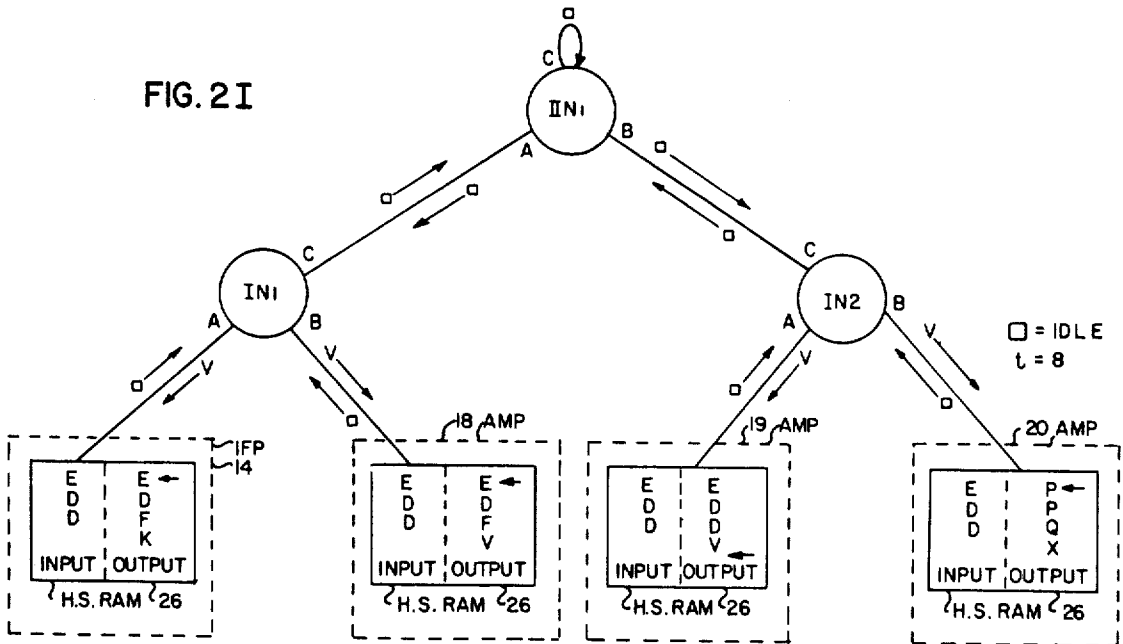 FIG. 2I
C
IIN1
A
B
C
C
IN1
IN2
A
B
A
B
V
V
V
V
□ = IDLE
t = 8
IFP
14
18 AMP
19 AMP
20 AMP
E E
D D
D F
K
INPUT OUTPUT
H.S. RAM 26
E E
D D
D F
V
INPUT OUTPUT
H.S. RAM 26
E E
D D
D D
V
INPUT OUTPUT
H.S. RAM 26
E P
D P
D Q
X
INPUT OUTPUT
H.S. RAM 26